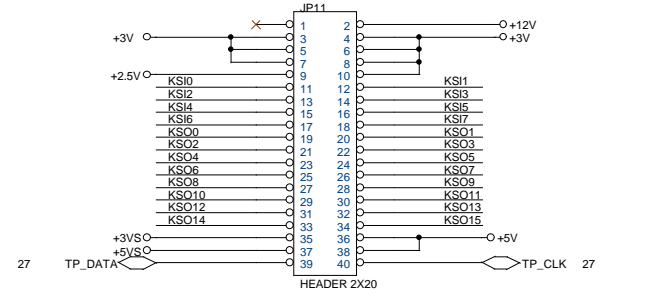 JP11
1 2 +12V
+3V 3 4 +3V
5 6
7 8
+2.5V 9 10
KSI0 11 12 KSI1
KSI2 13 14 KSI3
KSI4 15 16 KSI5
KSI6 17 18 KSI7
KSO0 19 20 KSO1
KSO2 21 22 KSO3
KSO4 23 24 KSO5
KSO6 25 26 KSO7
KSO8 27 28 KSO9
KSO10 29 30 KSO11
KSO12 31 32 KSO13
KSO14 33 34 KSO15
+3VS 35 36 +5V
+5VS 37 38
27 TP_DATA 39 40 TP_CLK 27
HEADER 2X20